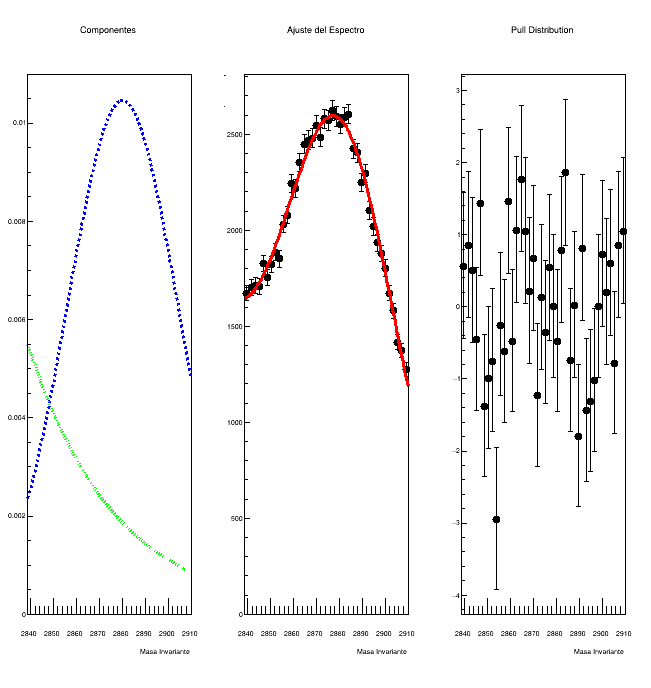 Componentes
0.01
0.008
0.006
0.004
0.002
0
2840 2850 2860 2870 2880 2890 2900 2910
Masa Invariante
Ajuste del Espectro
2500
2000
1500
1000
500
0
2840 2850 2860 2870 2880 2890 2900 2910
Masa Invariante
Pull Distribution
3
2
1
0
−1
−2
−3
−4
2840 2850 2860 2870 2880 2890 2900 2910
Masa Invariante